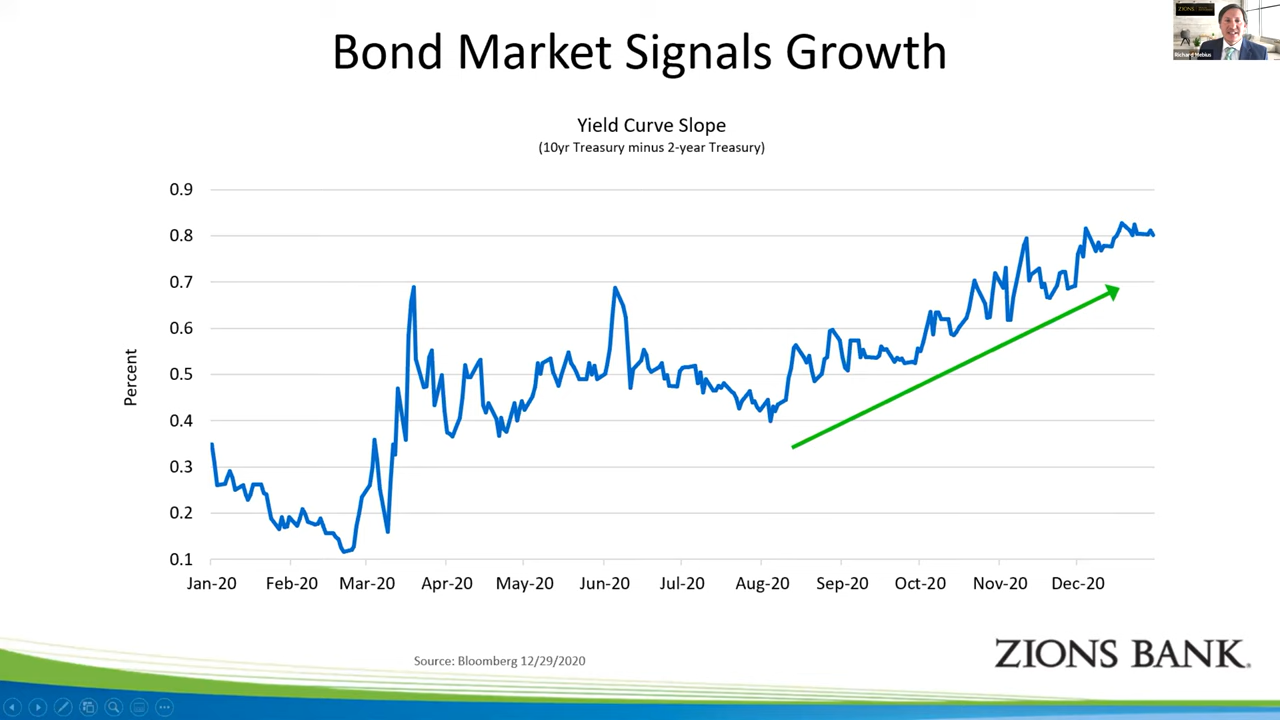 Bond Market Signals Growth
ZIONS
Yield Curve Slope
(10yr Treasury minus 2-year Treasury)
0.9
0.8
0.7
0.6
0.5
0.4
0.3
0.2
0.1
Percent
Jan-20 Feb-20 Mar-20 Apr-20 May-20 Jun-20 Jul-20 Aug-20 Sep-20 Oct-20 Nov-20 Dec-20
Source: Bloomberg 12/29/2020
ZIONS BANK.